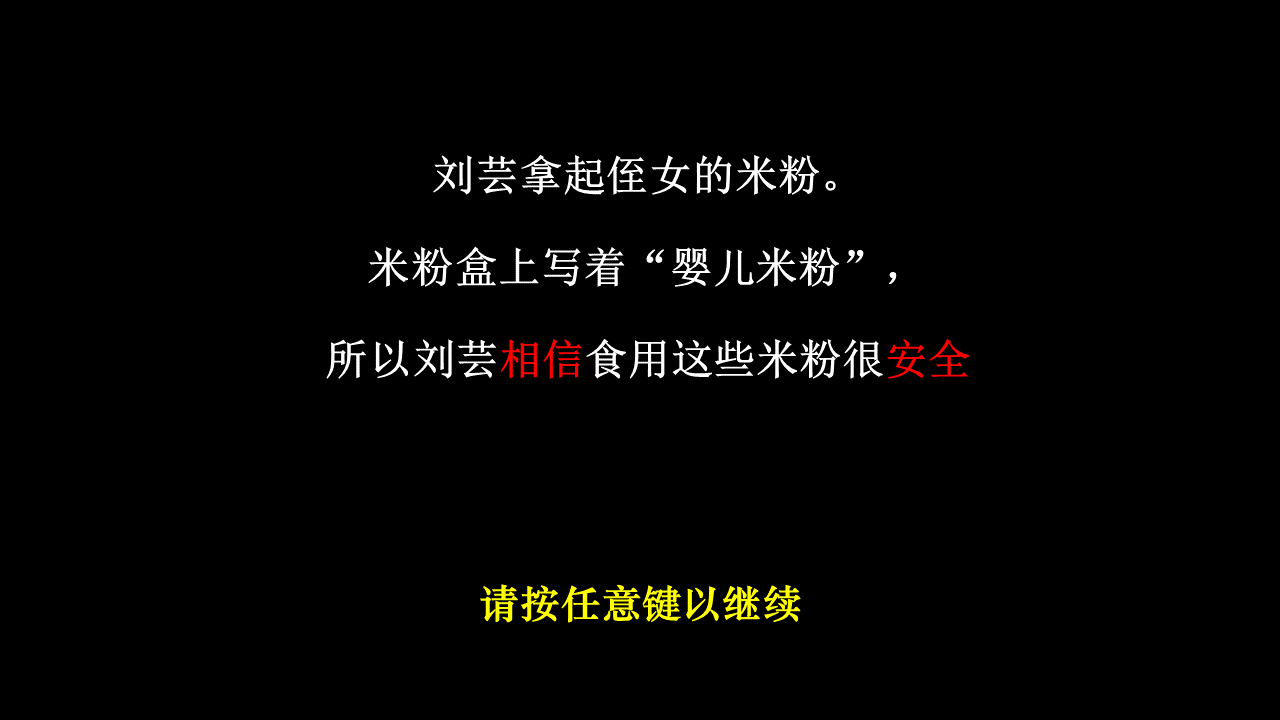 刘芸拿起侄女的米粉。
米粉盒上写着“婴儿米粉”，
所以刘芸相信食用这些米粉很安全
请按任意键以继续